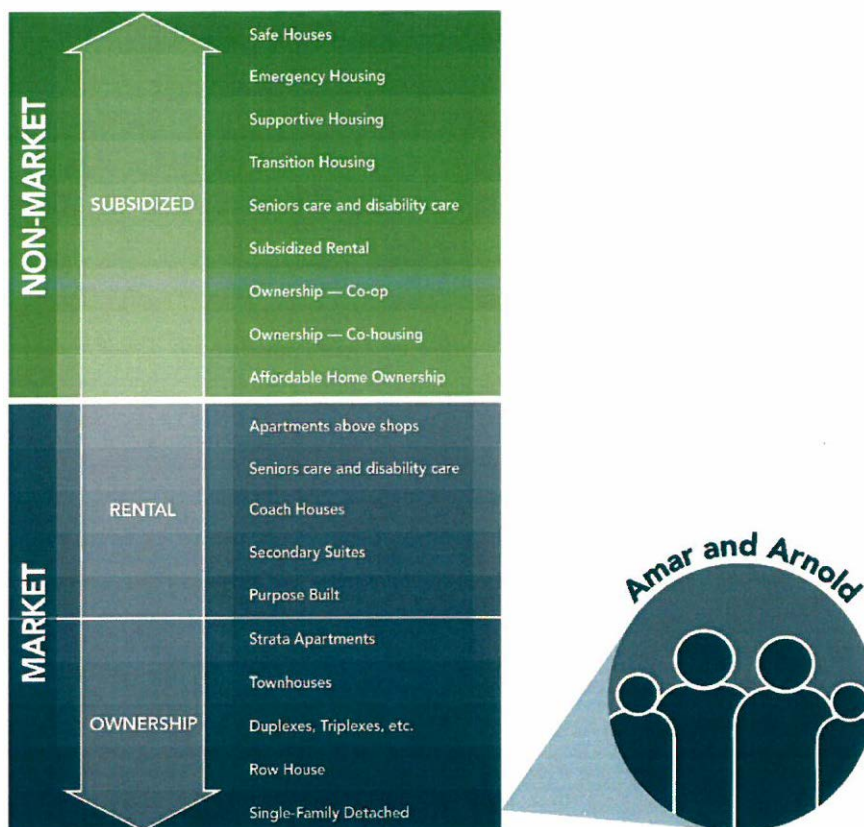 NON-MARKET
SUBSIDIZED
Safe Houses
Emergency Housing
Supportive Housing
Transition Housing
Seniors care and disability care
Subsidized Rental
Ownership — Co-op
Ownership — Co-housing
Affordable Home Ownership
MARKET
RENTAL
Apartments above shops
Seniors care and disability care
Coach Houses
Secondary Suites
Purpose Built
OWNERSHIP
Strata Apartments
Townhouses
Duplexes, Triplexes, etc.
Row House
Single-Family Detached
Amar and Arnold